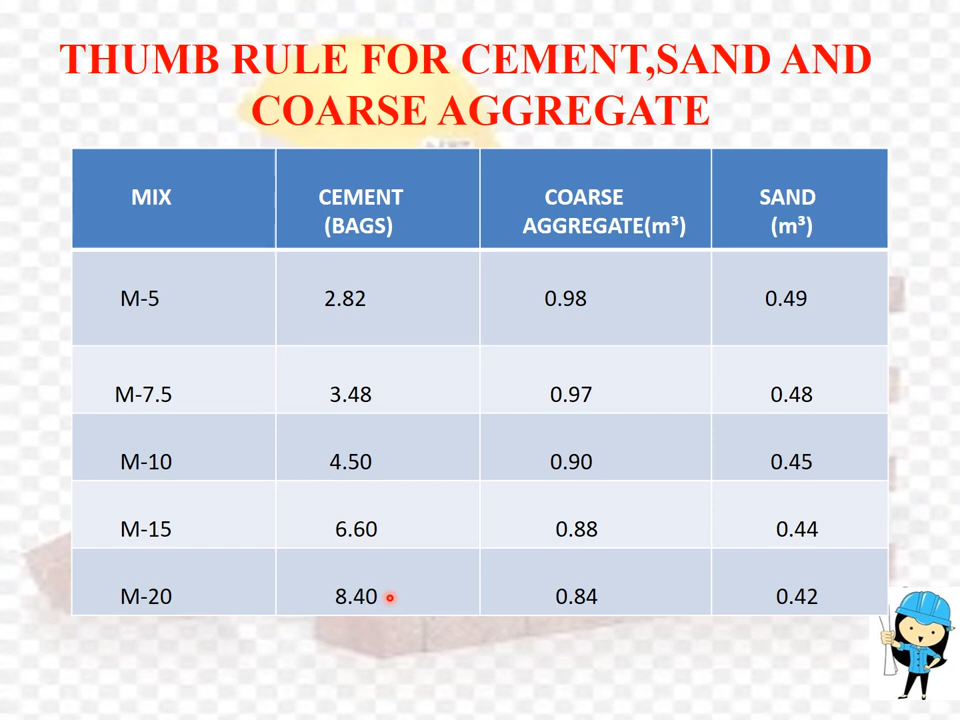 THUMB RULE FOR CEMENT,SAND AND
COARSE AGGREGATE
MIX CEMENT (BAGS) COARSE AGGREGATE(m³) SAND (m³)
M-5 2.82 0.98 0.49
M-7.5 3.48 0.97 0.48
M-10 4.50 0.90 0.45
M-15 6.60 0.88 0.44
M-20 8.40 0.84 0.42